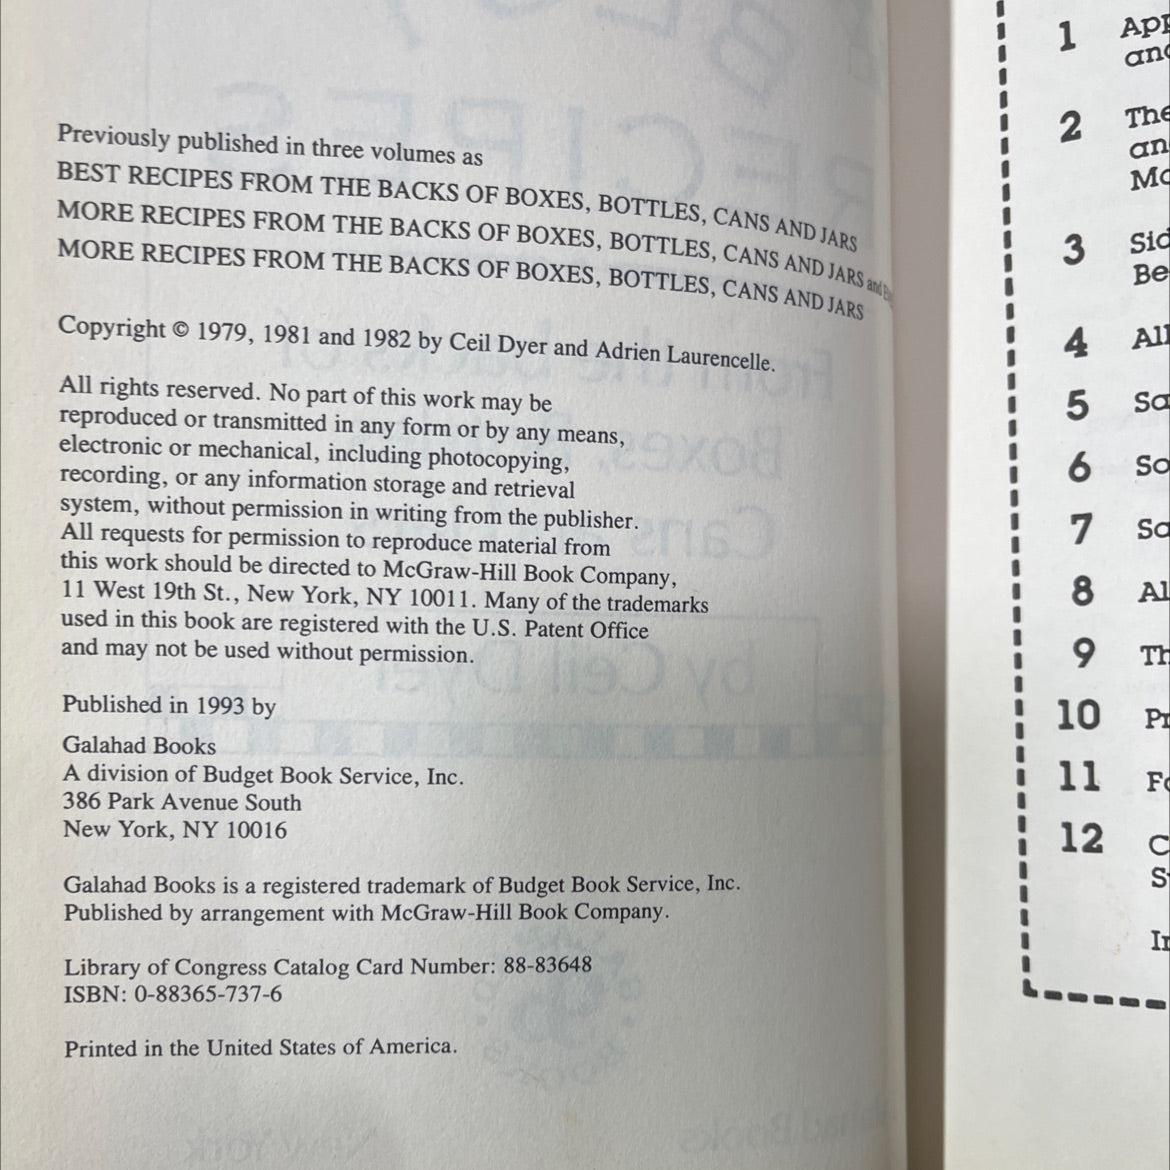 Previously published in three volumes as
BEST RECIPES FROM THE BACKS OF BOXES, BOTTLES, CANS AND JARS
MORE RECIPES FROM THE BACKS OF BOXES, BOTTLES, CANS AND JARS and
MORE RECIPES FROM THE BACKS OF BOXES, BOTTLES, CANS AND JARS
Copyright © 1979, 1981 and 1982 by Ceil Dyer and Adrien Laurencelle.
All rights reserved. No part of this work may be
reproduced or transmitted in any form or by any means,
electronic or mechanical, including photocopying,
recording, or any information storage and retrieval
system, without permission in writing from the publisher.
All requests for permission to reproduce material from
this work should be directed to McGraw-Hill Book Company,
11 West 19th St., New York, NY 10011. Many of the trademarks
used in this book are registered with the U.S. Patent Office
and may not be used without permission.
Published in 1993 by
Galahad Books
A division of Budget Book Service, Inc.
386 Park Avenue South
New York, NY 10016
Galahad Books is a registered trademark of Budget Book Service, Inc.
Published by arrangement with McGraw-Hill Book Company.
Library of Congress Catalog Card Number: 88-83648
ISBN: 0-88365-737-6
Printed in the United States of America.
1
2 The
3
4 All
5
6
7
8
9
10
11
12